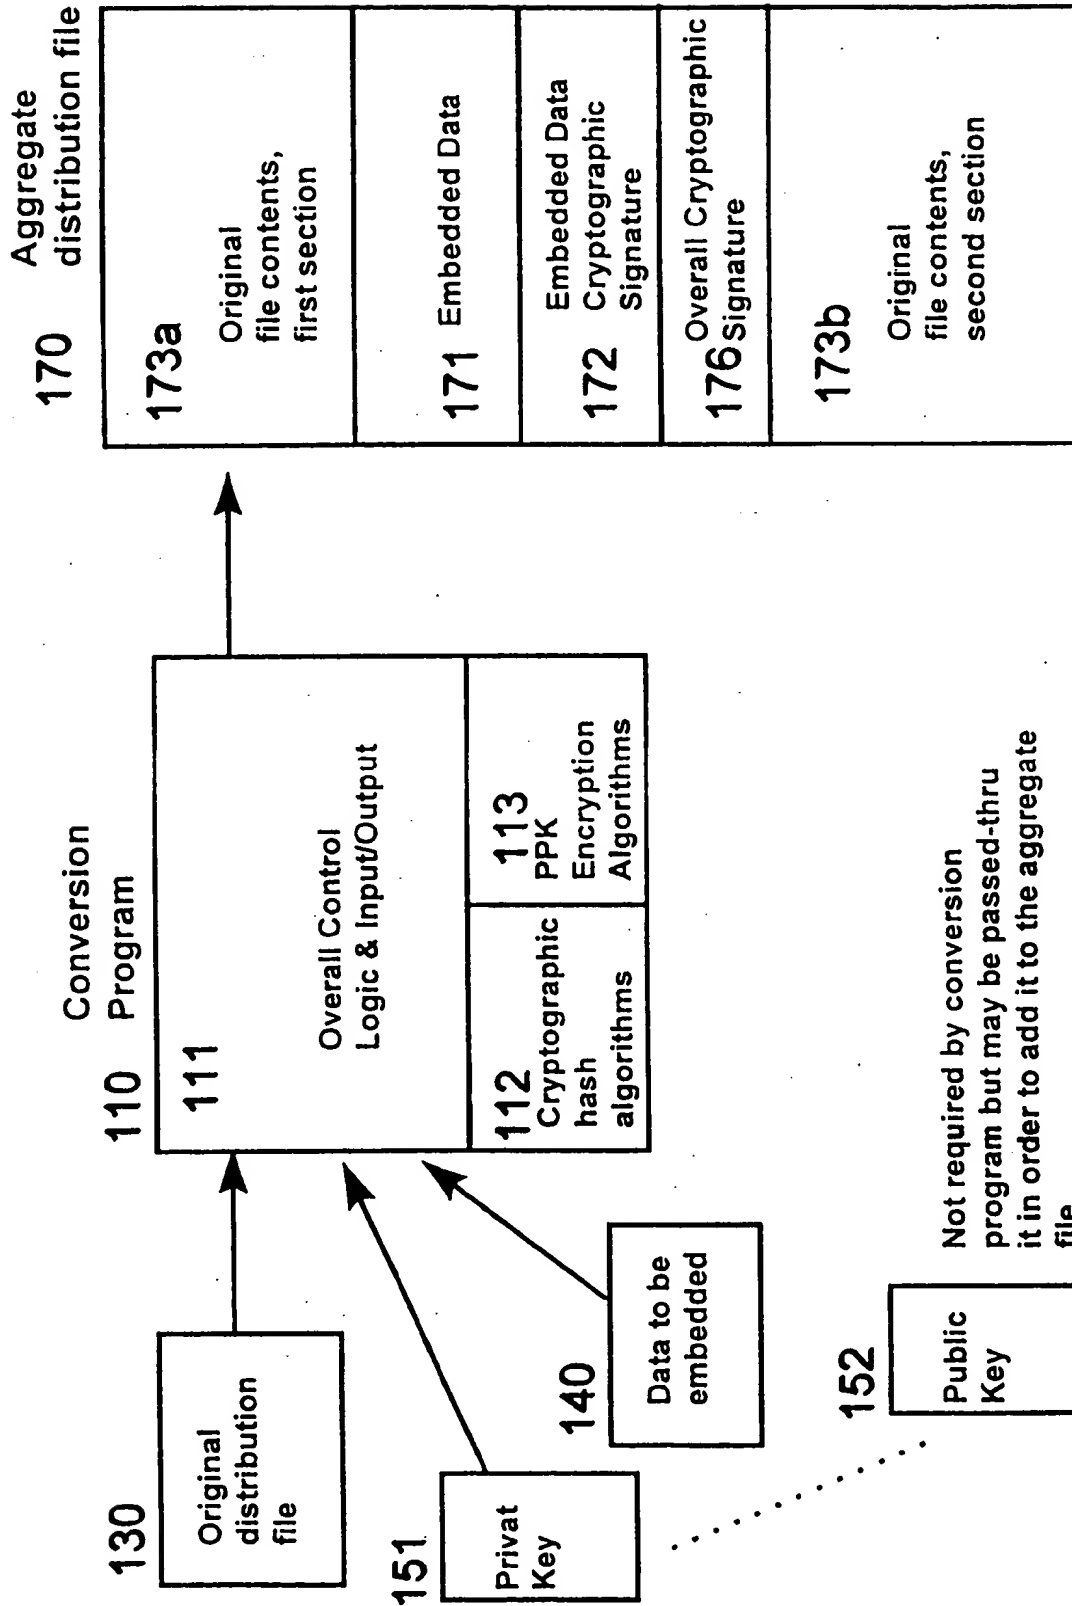 130
Original
distribution
file
151
Privat
Key
140
Data to be
embedded
152
Public
Key
Not required by conversion
program but may be passed-thru
it in order to add it to the aggregate
file
Conversion
110 Program
111
Overall Control
Logic & Input/Output
112
Cryptographic
hash
algorithms
113
PPK
Encryption
Algorithms
170
Aggregate
distribution file
173a
Original
file contents,
first section
171 Embedded Data
172
Embedded Data
Cryptographic
Signature
176
Overall Cryptographic
Signature
173b
Original
file contents,
second section